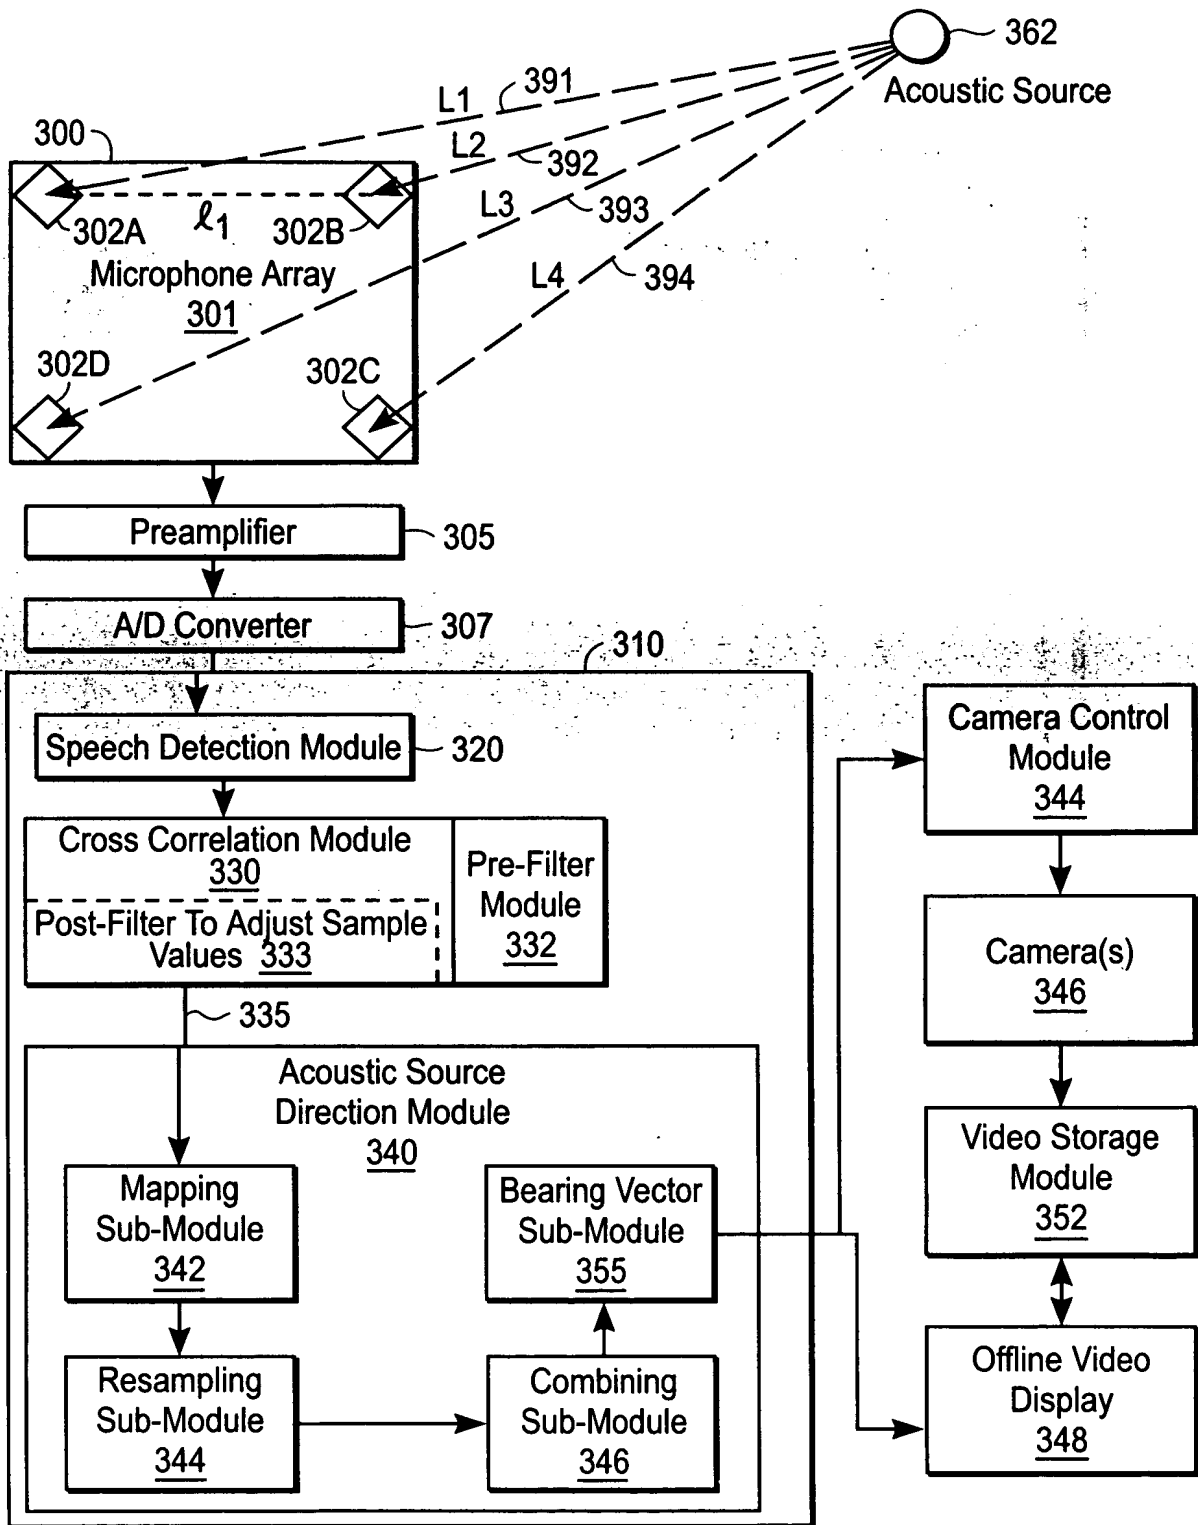 362
Acoustic Source
L1
391
300
L2
392
L3
393
302A
ℓ1
302B
Microphone Array
301
L4
394
302D
302C
Preamplifier
305
A/D Converter
307
310
Speech Detection Module
320
Cross Correlation Module
330
Pre-Filter
Module
332
Post-Filter To Adjust Sample
Values 333
335
Acoustic Source
Direction Module
340
Mapping
Sub-Module
342
Bearing Vector
Sub-Module
355
Resampling
Sub-Module
344
Combining
Sub-Module
346
Camera Control
Module
344
Camera(s)
346
Video Storage
Module
352
Offline Video
Display
348